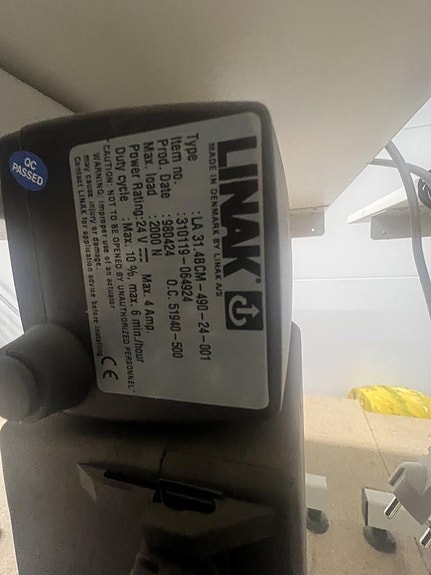 LINAK
MADE IN DENMARK BY LINAK A/S
Type : LA 31.4BCM-490-24-001
Item no. : 310119-064924 O.C. 51940-500
Prod. Date : 980424
Max. load : 2000 N
Power Rating : 24 V Max. 4 Amp.
Duty cycle : Max. 10 %, max. 6 min./hour
"CAUTION: NOT TO BE OPENED BY UNAUTHORIZED PERSONNEL"
WARNING: Improper use of an actuator
may cause injury or damage.
Contact LINAK for application advice before installing
CE
QC
PASSED